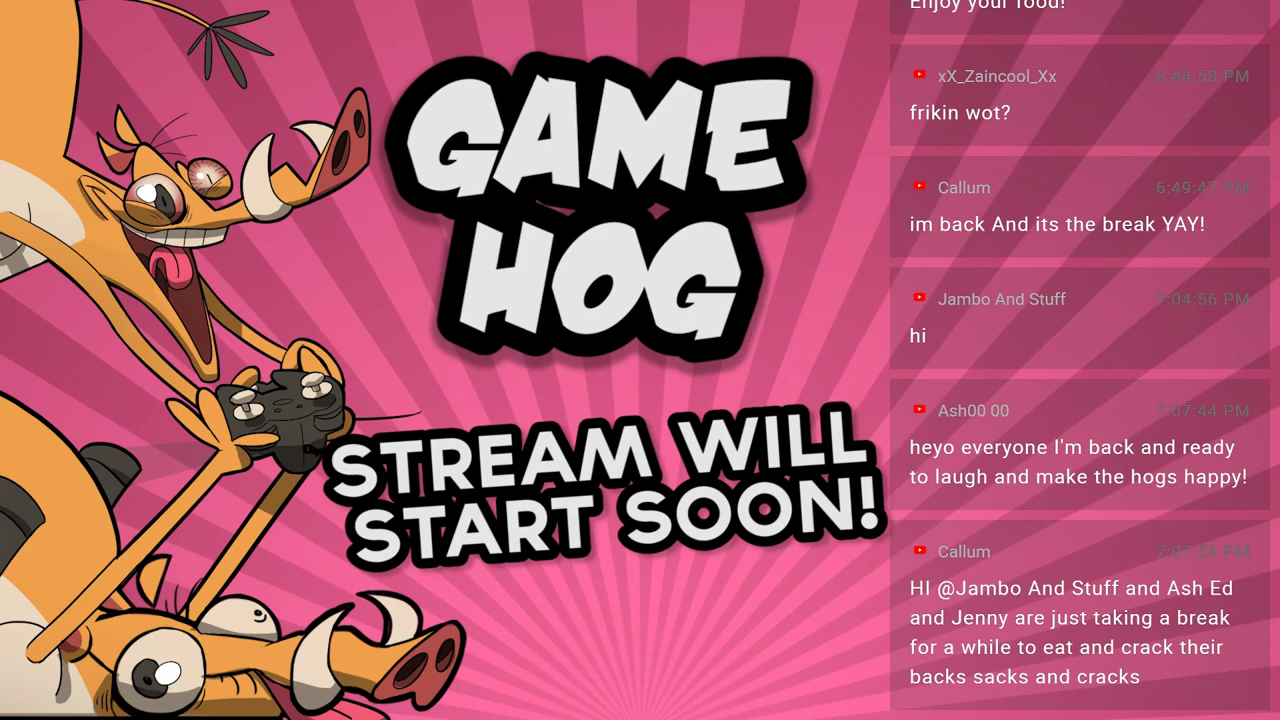 GAME
HOG
STREAM WILL
START SOON!
Enjoy your food!
xX_Zaincool_Xx 6:44:58 PM
frikin wot?
Callum 6:49:47 PM
im back And its the break YAY!
Jambo And Stuff 7:04:56 PM
hi
Ash00 00 7:07:44 PM
heyo everyone I'm back and ready
to laugh and make the hogs happy!
Callum 7:07:53 PM
HI @Jambo And Stuff and Ash Ed
and Jenny are just taking a break
for a while to eat and crack their
backs sacks and cracks